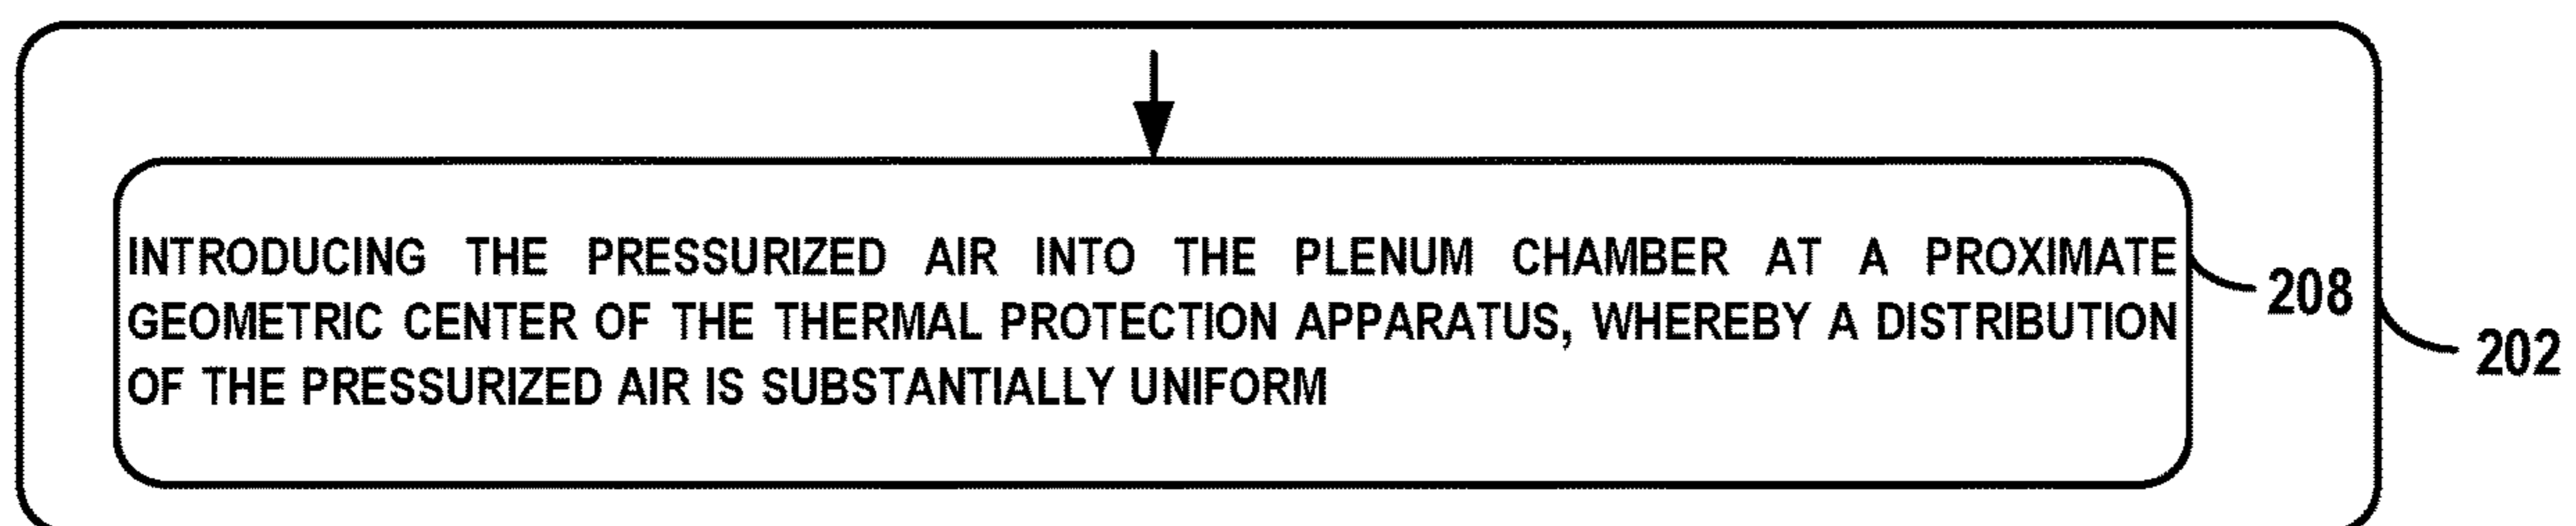 INTRODUCING THE PRESSURIZED AIR INTO THE PLENUM CHAMBER AT A PROXIMATE
GEOMETRIC CENTER OF THE THERMAL PROTECTION APPARATUS, WHEREBY A DISTRIBUTION
OF THE PRESSURIZED AIR IS SUBSTANTIALLY UNIFORM
208
202